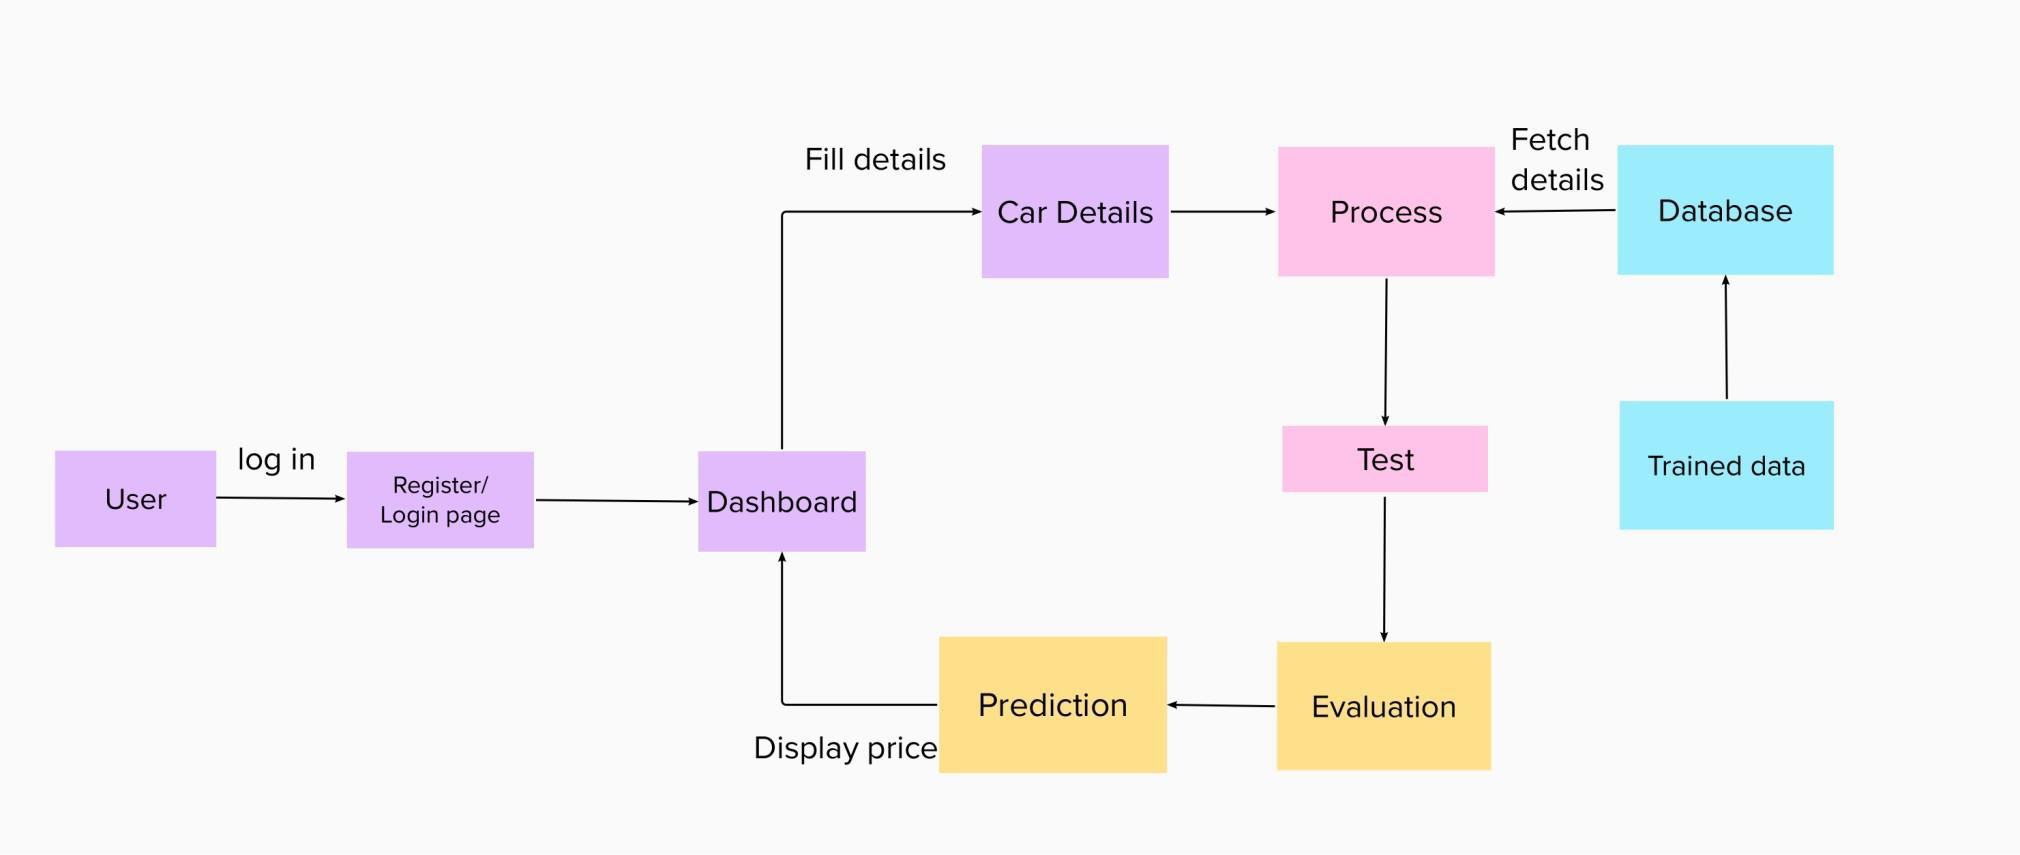 Fill details
Car Details
Process
Fetch
details
Database
User
log in
Register/
Login page
Dashboard
Test
Trained data
Display price
Prediction
Evaluation